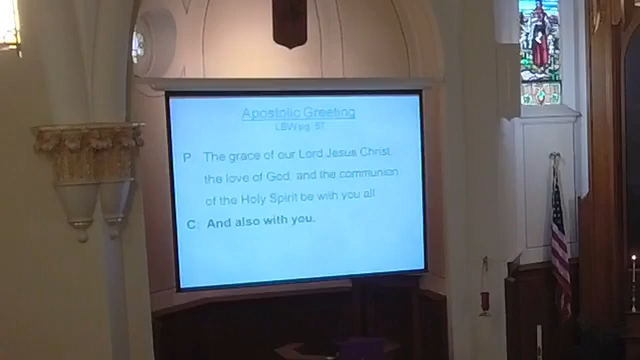 Apostolic Greeting
LBW pg. 57
P. The grace of our Lord Jesus Christ,
the love of God, and the communion
of the Holy Spirit be with you all.
C. And also with you.